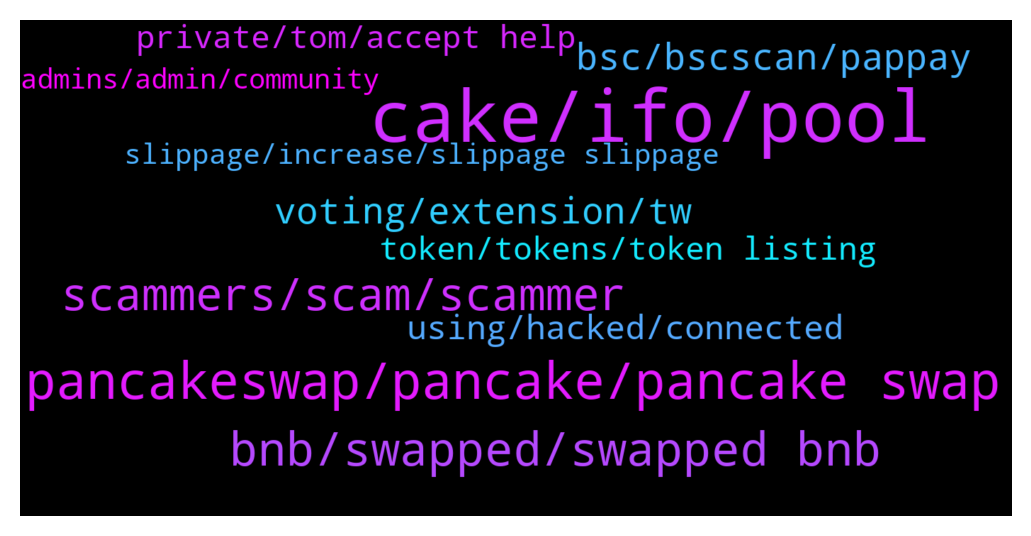 private/tom/accept help
bsc/bscscan/pappay
admins/admin/community
cake/ifo/pool
slippage/increase/slippage slippage
voting/extension/tw
token/tokens/token listing
scammers/scam/scammer
using/hacked/connected
pancakeswap/pancake/pancake swap
bnb/swapped/swapped bnb